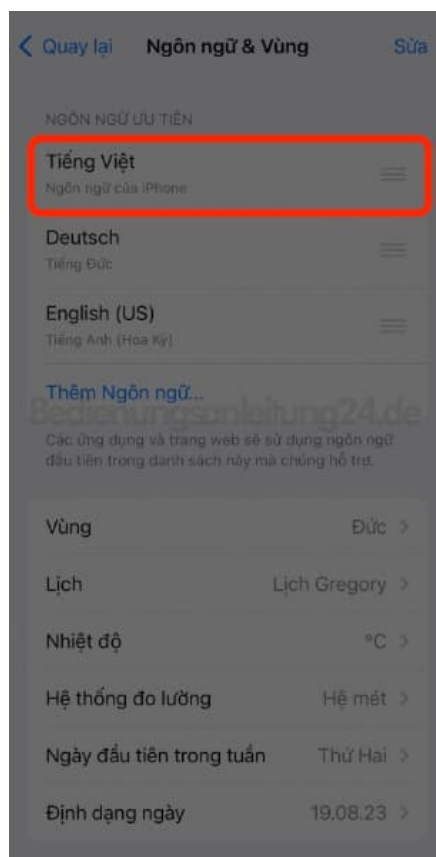 Quay lại Ngôn ngữ & Vùng Sửa
NGÔN NGỮ ƯU TIÊN
Tiếng Việt
Ngôn ngữ của iPhone
Deutsch
Tiếng Đức
English (US)
Tiếng Anh (Hoa Kỳ)
Thêm Ngôn ngữ...
Bedienungsanleitung24.de
Các ứng dụng và trang web sẽ sử dụng ngôn ngữ
đầu tiên trong danh sách này mà chúng hỗ trợ.
Vùng Đức
Lịch Lịch Gregory
Nhiệt độ °C
Hệ thống đo lường Hệ mét
Ngày đầu tiên trong tuần Thứ Hai
Định dạng ngày 19.08.23